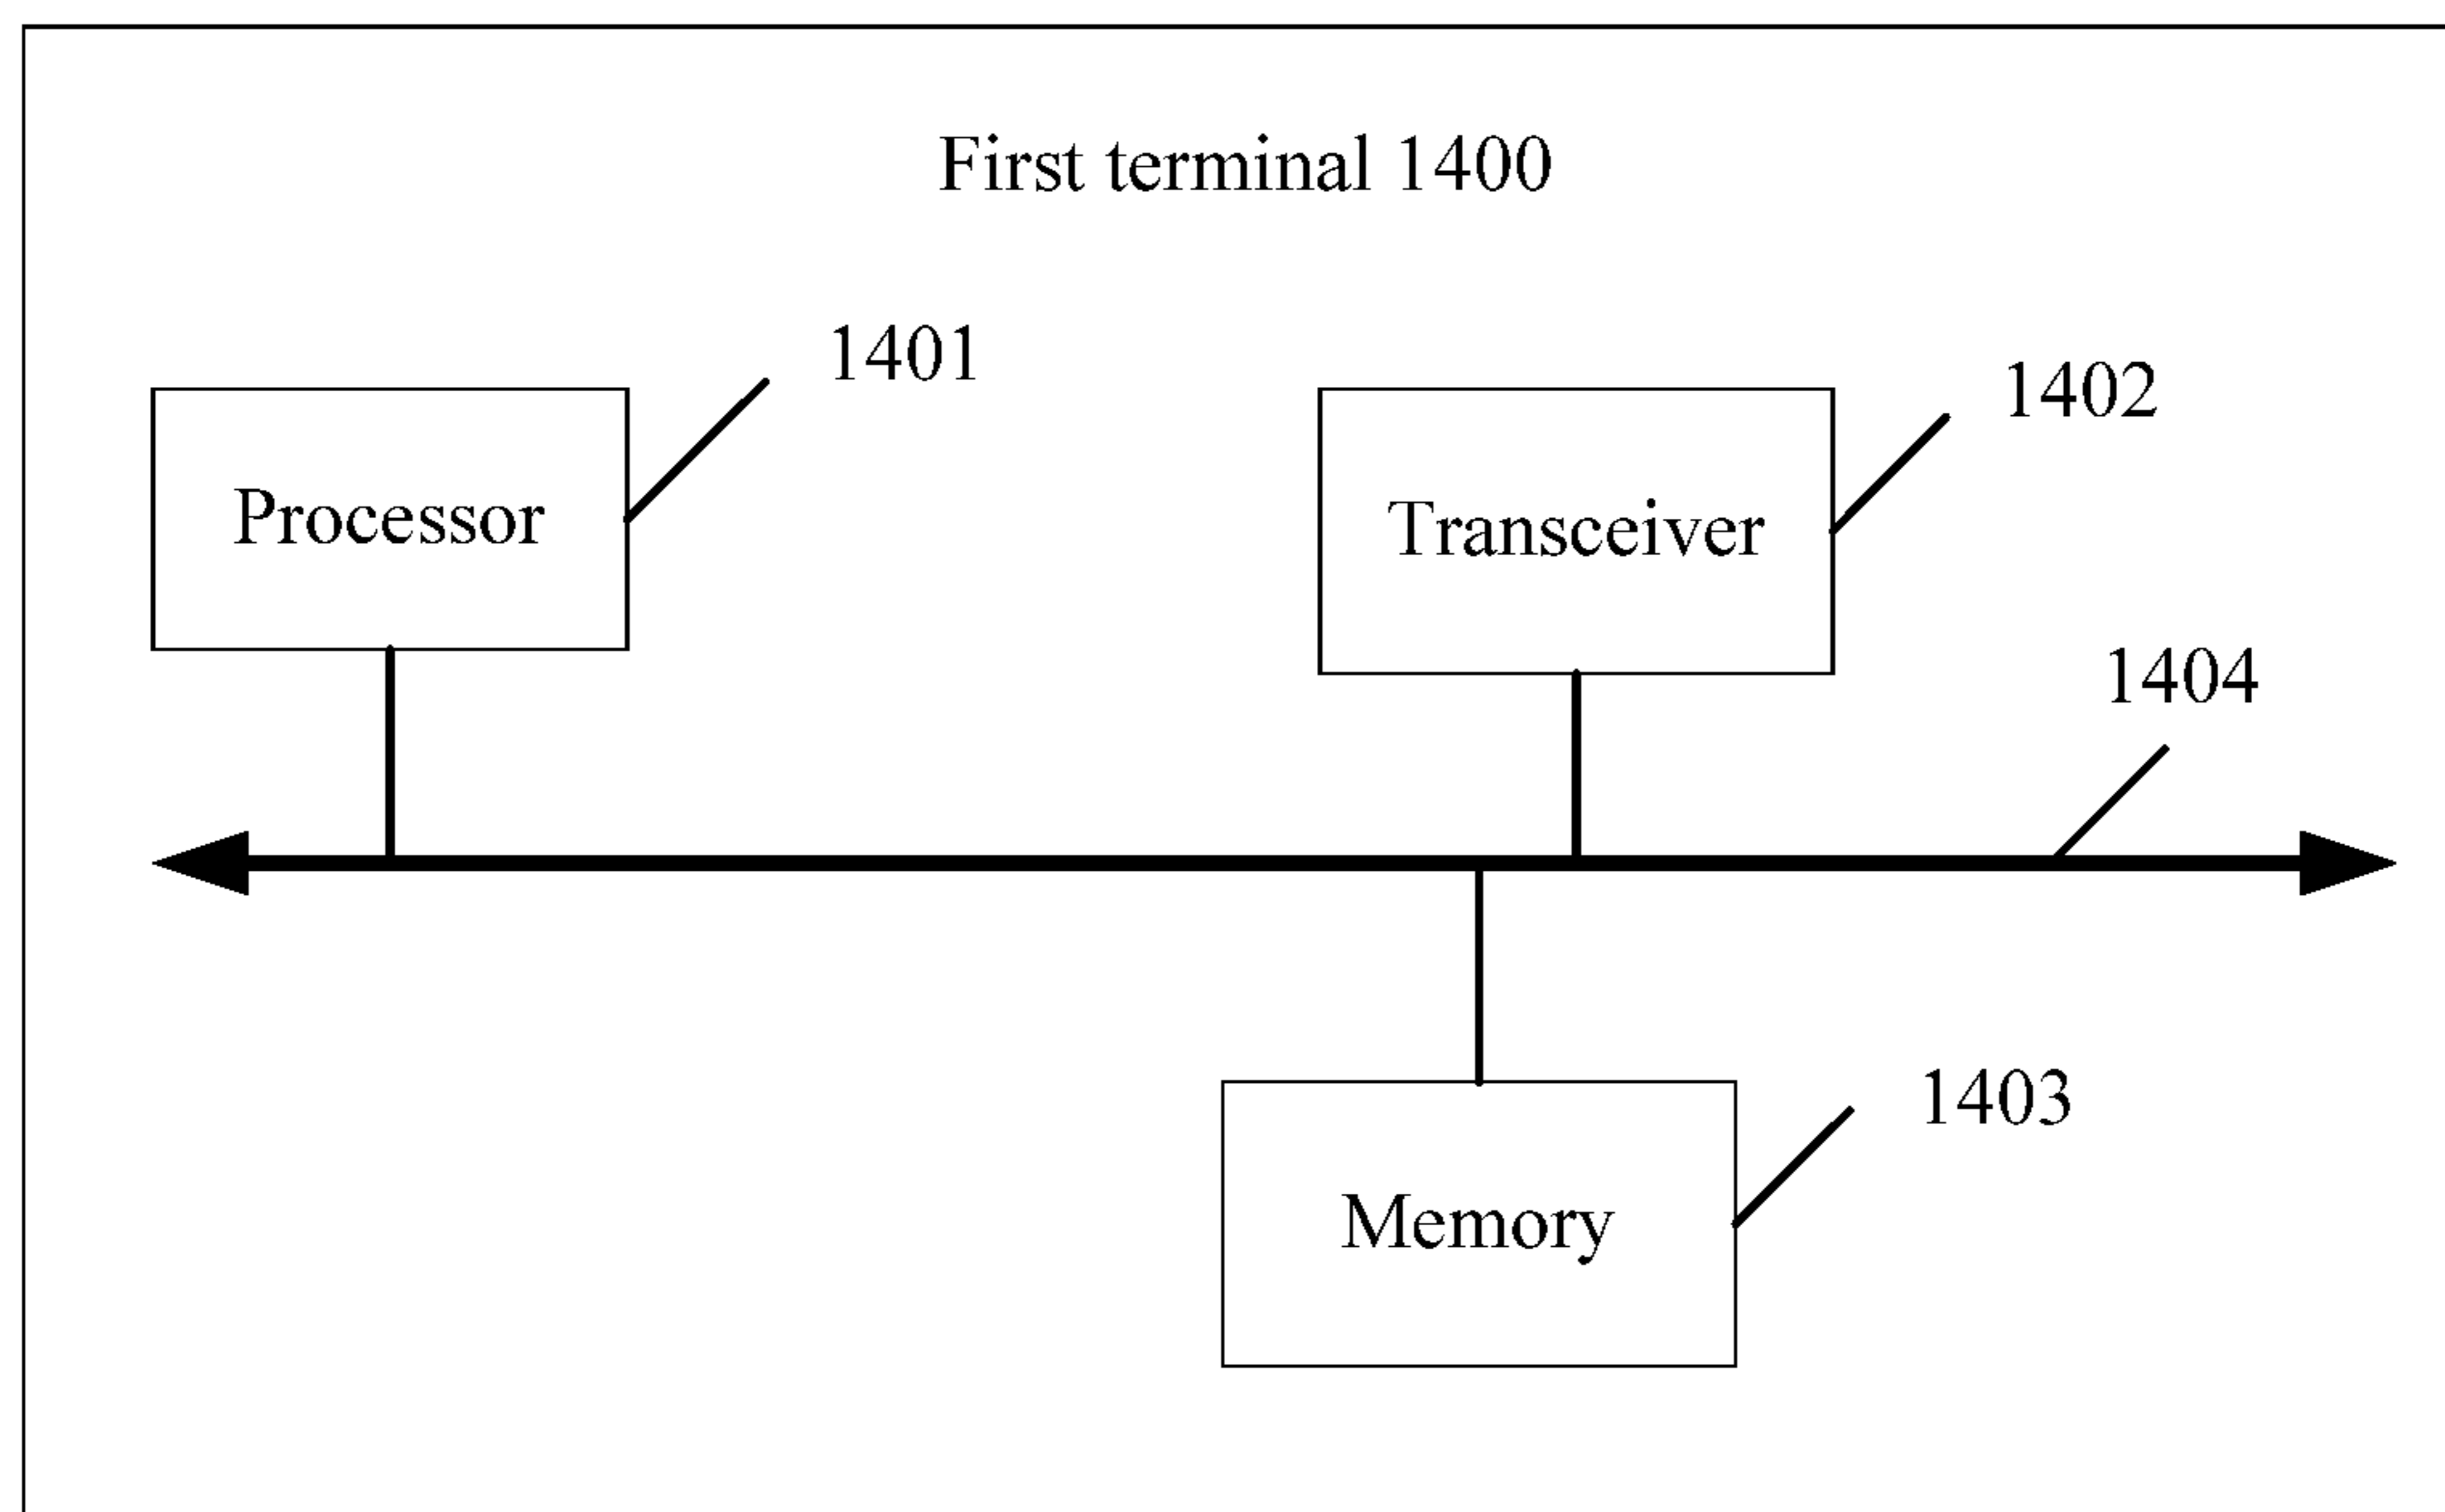 First terminal 1400
1401
1402
Processor
Transceiver
1404
1403
Memory